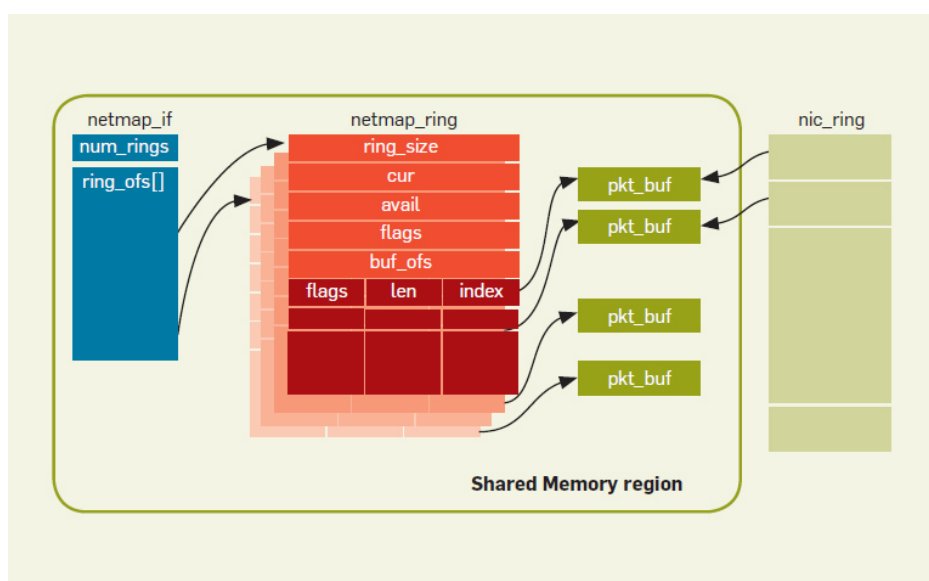 netmap_if
num_rings
ring_ofs[]
netmap_ring
ring_size
cur
avail
flags
buf_ofs
flags len index
pkt_buf
pkt_buf
pkt_buf
pkt_buf
nic_ring
Shared Memory region